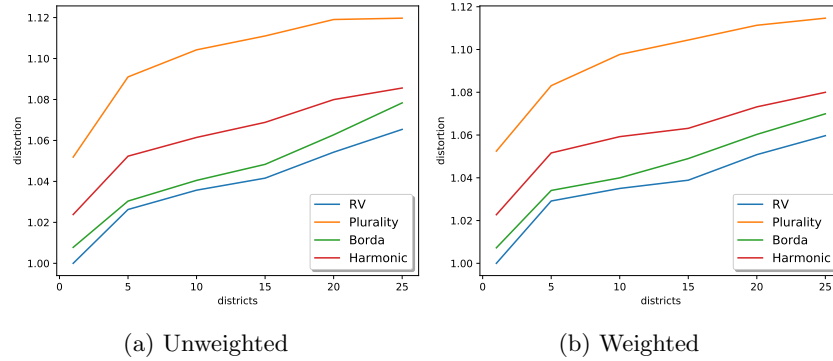 1.12
1.10
1.08
1.06
1.04
1.02
1.00
distortion
0 5 10 15 20 25
districts
RV
Plurality
Borda
Harmonic
(a) Unweighted
1.12
1.10
1.08
1.06
1.04
1.02
1.00
distortion
0 5 10 15 20 25
districts
RV
Plurality
Borda
Harmonic
(b) Weighted